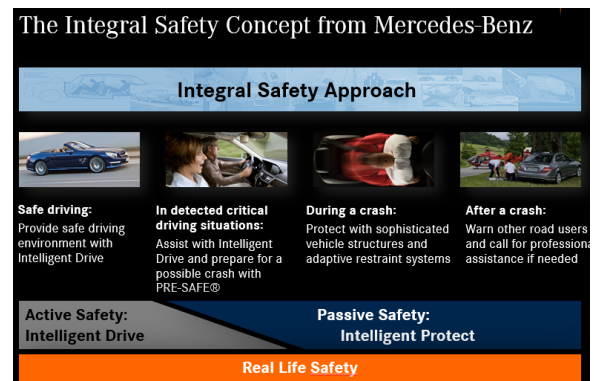 The Integral Safety Concept from Mercedes-Benz
Integral Safety Approach
Safe driving:
Provide safe driving
environment with
Intelligent Drive
In detected critical
driving situations:
Assist with Intelligent
Drive and prepare for a
possible crash with
PRE-SAFE®
During a crash:
Protect with sophisticated
vehicle structures and
adaptive restraint systems
After a crash:
Warn other road users
and call for professiona
assistance if needed
Active Safety:
Intelligent Drive
Passive Safety:
Intelligent Protect
Real Life Safety